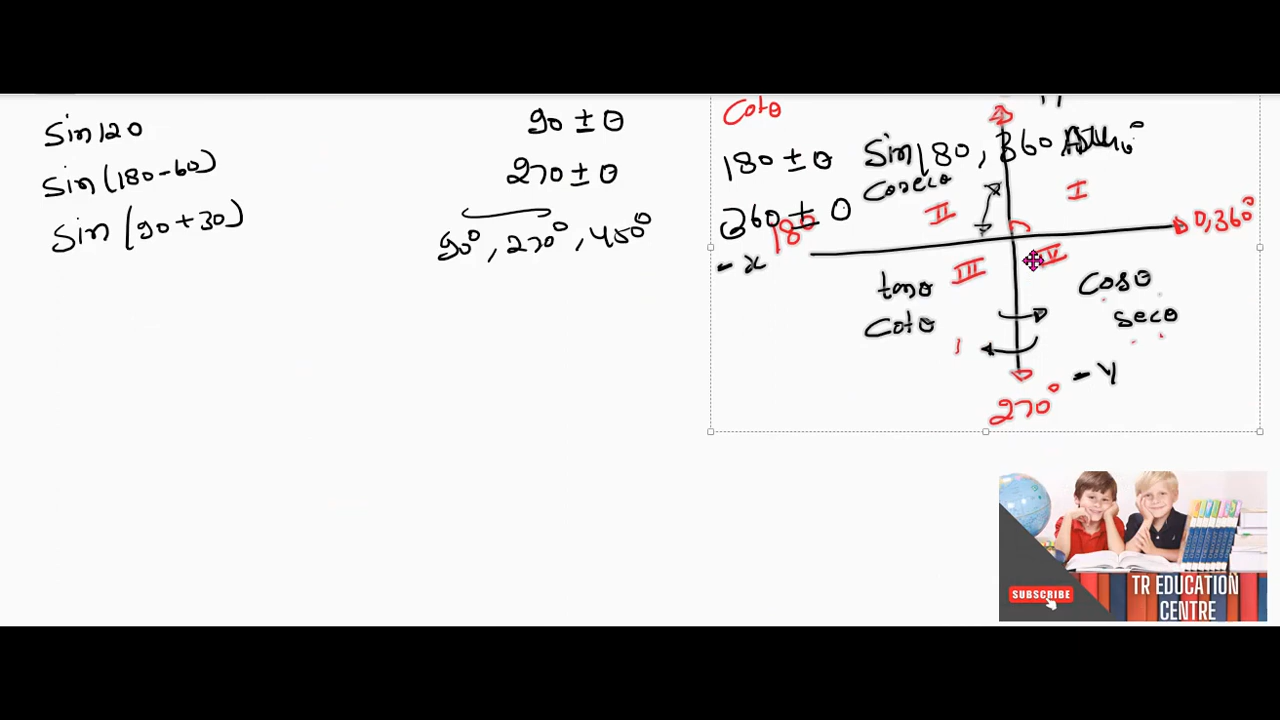 Sin 120
Sin (180-60)
Sin (90+30)
90 ± θ
270 ± θ
90°, 270°, 450°
Cotθ
180 ± θ
360 ± θ
Sin 180, 360
Cosecθ
II
I
180
0,360°
- x
III
IV
tanθ
Cotθ
Cosθ
Secθ
270°
- y
SUBSCRIBE
TR EDUCATION
CENTRE